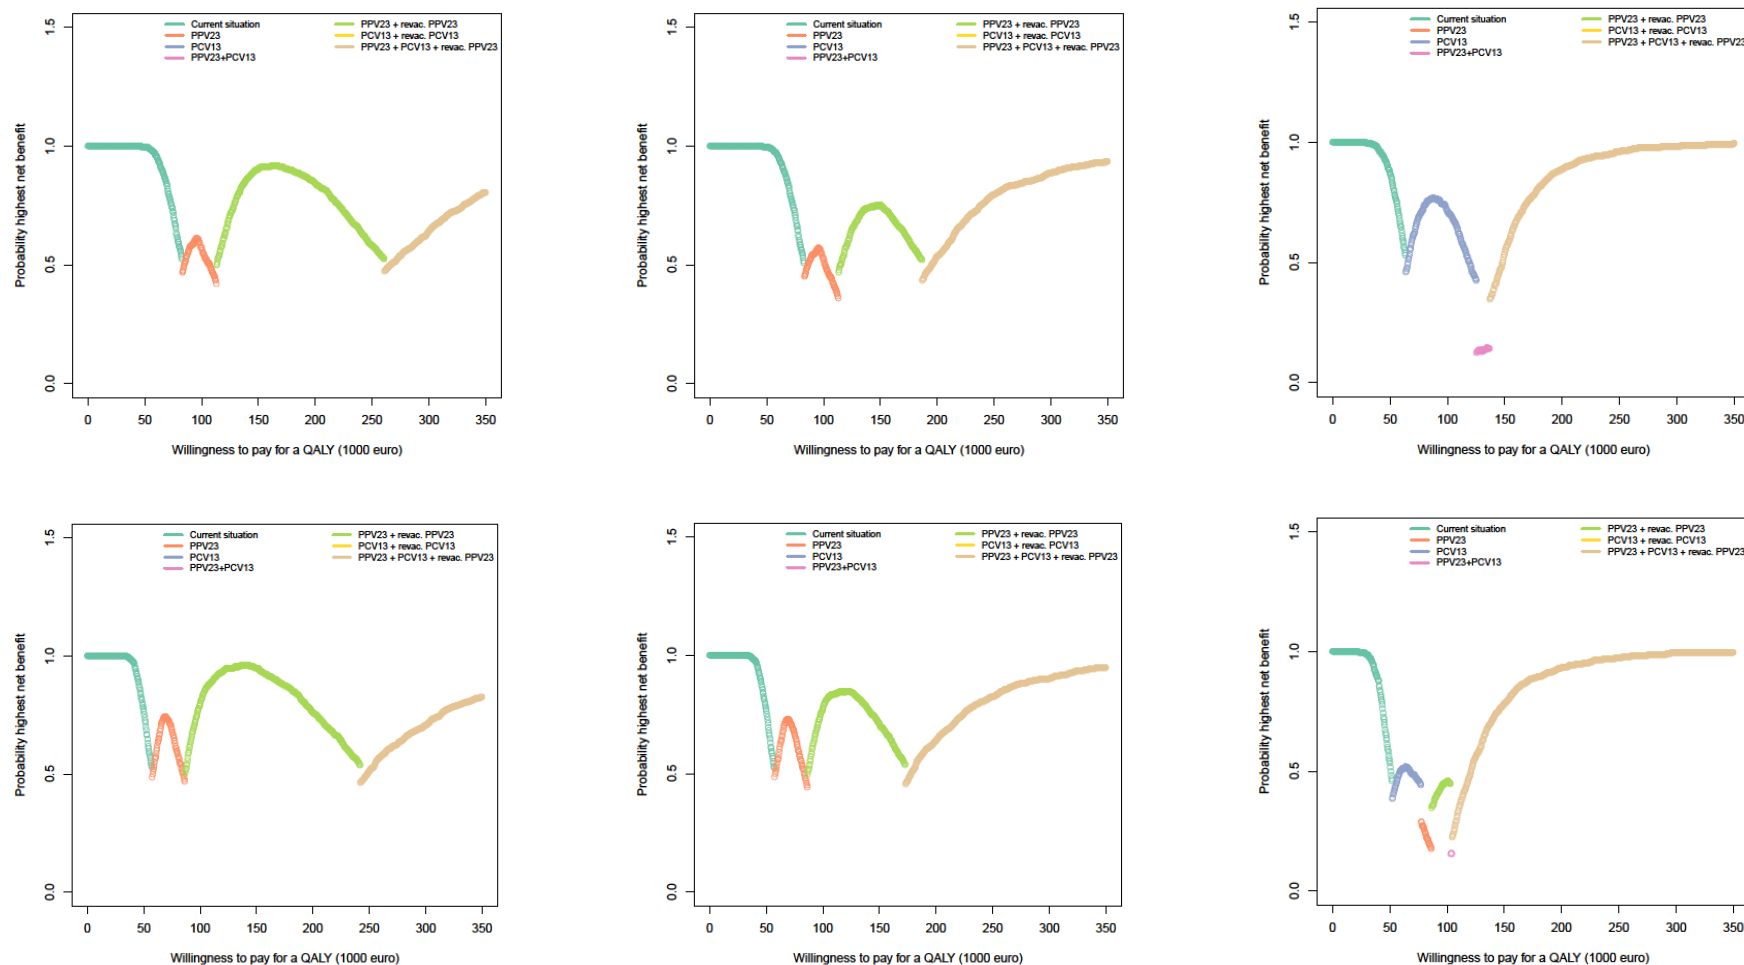 Current situation
PPV23
PCV13
PPV23+PCV13
PPV23 + revac. PPV23
PCV13 + revac. PCV13
PPV23 + PCV13 + revac. PPV23
Probability highest net benefit
1.5
1.0
0.5
0.0
0 50 100 150 200 250 300 350
Willingness to pay for a QALY (1000 euro)
Current situation
PPV23
PCV13
PPV23+PCV13
PPV23 + revac. PPV23
PCV13 + revac. PCV13
PPV23 + PCV13 + revac. PPV23
Probability highest net benefit
1.5
1.0
0.5
0.0
0 50 100 150 200 250 300 350
Willingness to pay for a QALY (1000 euro)
Current situation
PPV23
PCV13
PPV23+PCV13
PPV23 + revac. PPV23
PCV13 + revac. PCV13
PPV23 + PCV13 + revac. PPV23
Probability highest net benefit
1.5
1.0
0.5
0.0
0 50 100 150 200 250 300 350
Willingness to pay for a QALY (1000 euro)
Current situation
PPV23
PCV13
PPV23+PCV13
PPV23 + revac. PPV23
PCV13 + revac. PCV13
PPV23 + PCV13 + revac. PPV23
Probability highest net benefit
1.5
1.0
0.5
0.0
0 50 100 150 200 250 300 350
Willingness to pay for a QALY (1000 euro)
Current situation
PPV23
PCV13
PPV23+PCV13
PPV23 + revac. PPV23
PCV13 + revac. PCV13
PPV23 + PCV13 + revac. PPV23
Probability highest net benefit
1.5
1.0
0.5
0.0
0 50 100 150 200 250 300 350
Willingness to pay for a QALY (1000 euro)
Current situation
PPV23
PCV13
PPV23+PCV13
PPV23 + revac. PPV23
PCV13 + revac. PCV13
PPV23 + PCV13 + revac. PPV23
Probability highest net benefit
1.5
1.0
0.5
0.0
0 50 100 150 200 250 300 350
Willingness to pay for a QALY (1000 euro)